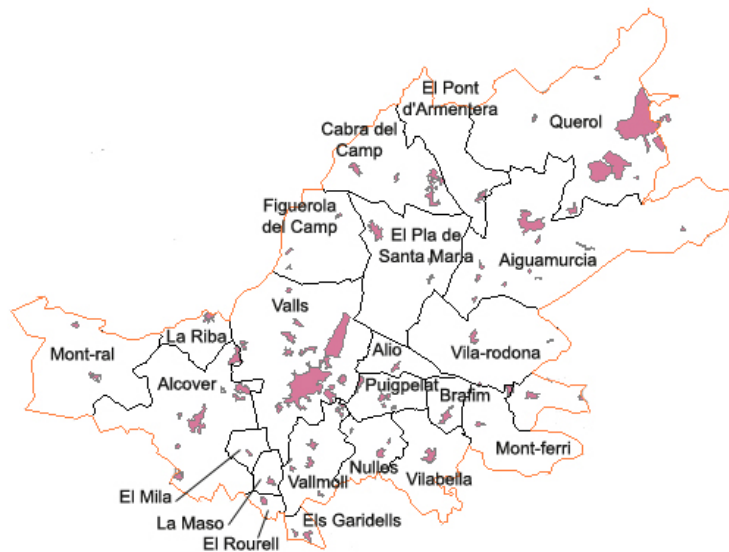 El Pont
d'Armentera
Querol
Cabra del
Camp
Figuerola
del Camp
El Pla de
Santa Maria
Aiguamurcia
Valls
La Riba
Mont-ral
Alio
Vila-rodona
Alcover
Puigpelat
Brafim
Mont-ferri
Nulles
Vallmoll
Vilabella
El Mila
La Maso
Els Garidells
El Rourell